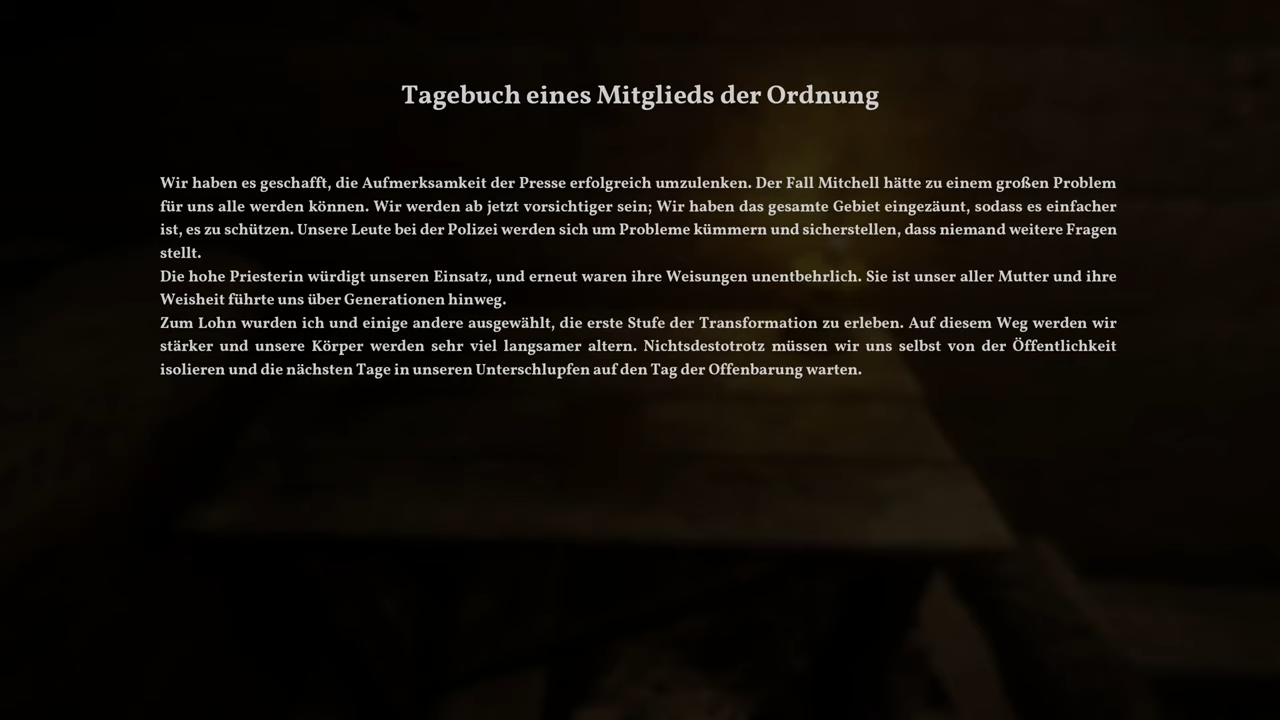 Tagebuch eines Mitglieds der Ordnung
Wir haben es geschafft, die Aufmerksamkeit der Presse erfolgreich umzulenken. Der Fall Mitchell hätte zu einem großen Problem
für uns alle werden können. Wir werden ab jetzt vorsichtiger sein; Wir haben das gesamte Gebiet eingezäunt, sodass es einfacher
ist, es zu schützen. Unsere Leute bei der Polizei werden sich um Probleme kümmern und sicherstellen, dass niemand weitere Fragen
stellt.
Die hohe Priesterin würdigt unseren Einsatz, und erneut waren ihre Weisungen unentbehrlich. Sie ist unser aller Mutter und ihre
Weisheit führte uns über Generationen hinweg.
Zum Lohn wurden ich und einige andere ausgewählt, die erste Stufe der Transformation zu erleben. Auf diesem Weg werden wir
stärker und unsere Körper werden sehr viel langsamer altern. Nichtsdestotrotz müssen wir uns selbst von der Öffentlichkeit
isolieren und die nächsten Tage in unseren Unterschlupfen auf den Tag der Offenbarung warten.